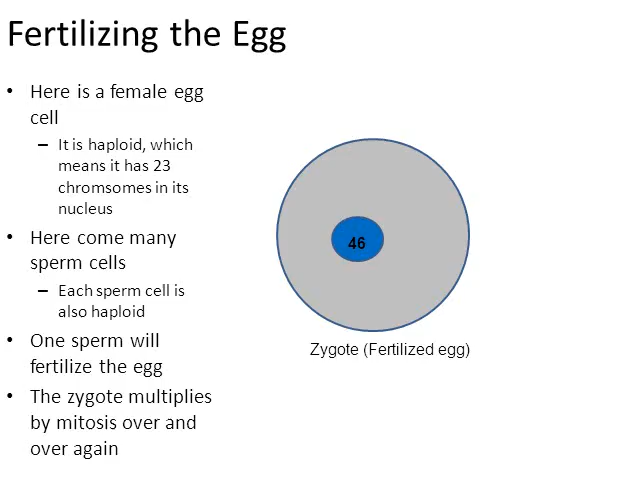 Fertilizing the Egg
• Here is a female egg
cell
– It is haploid, which
means it has 23
chromsomes in its
nucleus
• Here come many
sperm cells
– Each sperm cell is
also haploid
• One sperm will
fertilize the egg
• The zygote multiplies
by mitosis over and
over again
46
Zygote (Fertilized egg)